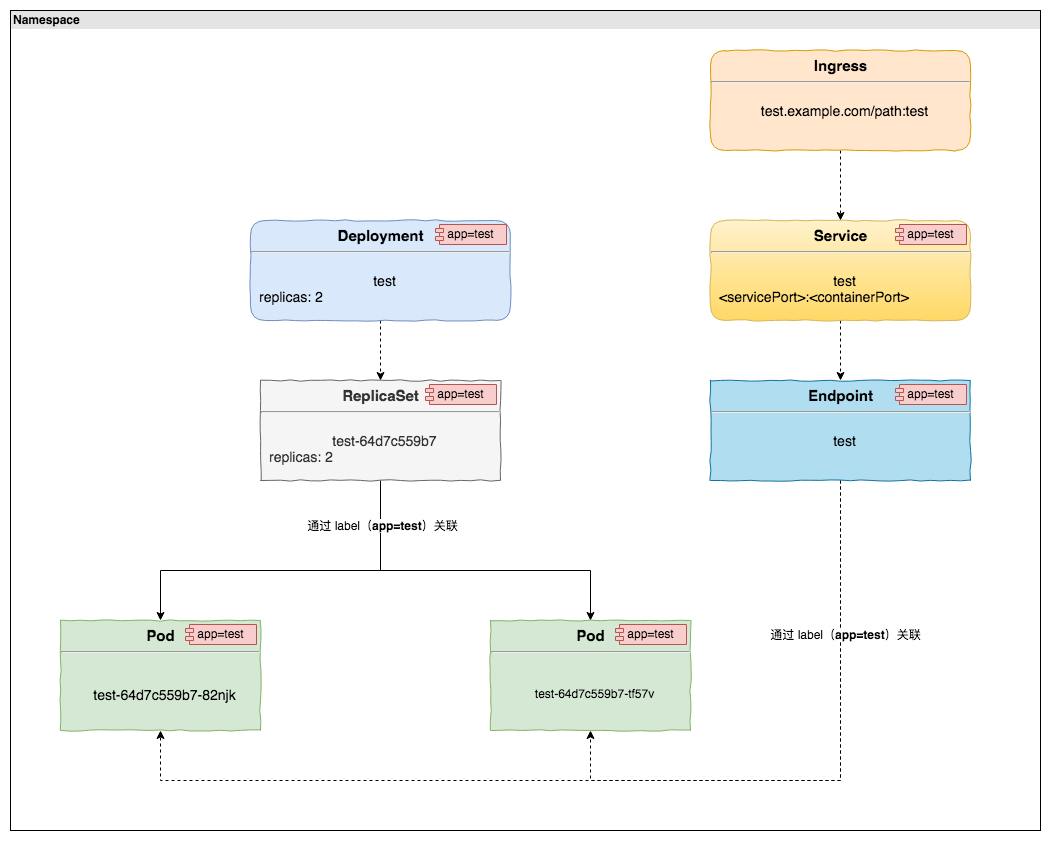 Namespace
Ingress
test.example.com/path:test
Deployment
app=test
test
replicas: 2
Service
app=test
test
<servicePort>:<containerPort>
ReplicaSet
app=test
test-64d7c559b7
replicas: 2
Endpoint
app=test
test
通过 label（app=test）关联
Pod
app=test
test-64d7c559b7-82njk
Pod
app=test
test-64d7c559b7-tf57v
通过 label（app=test）关联